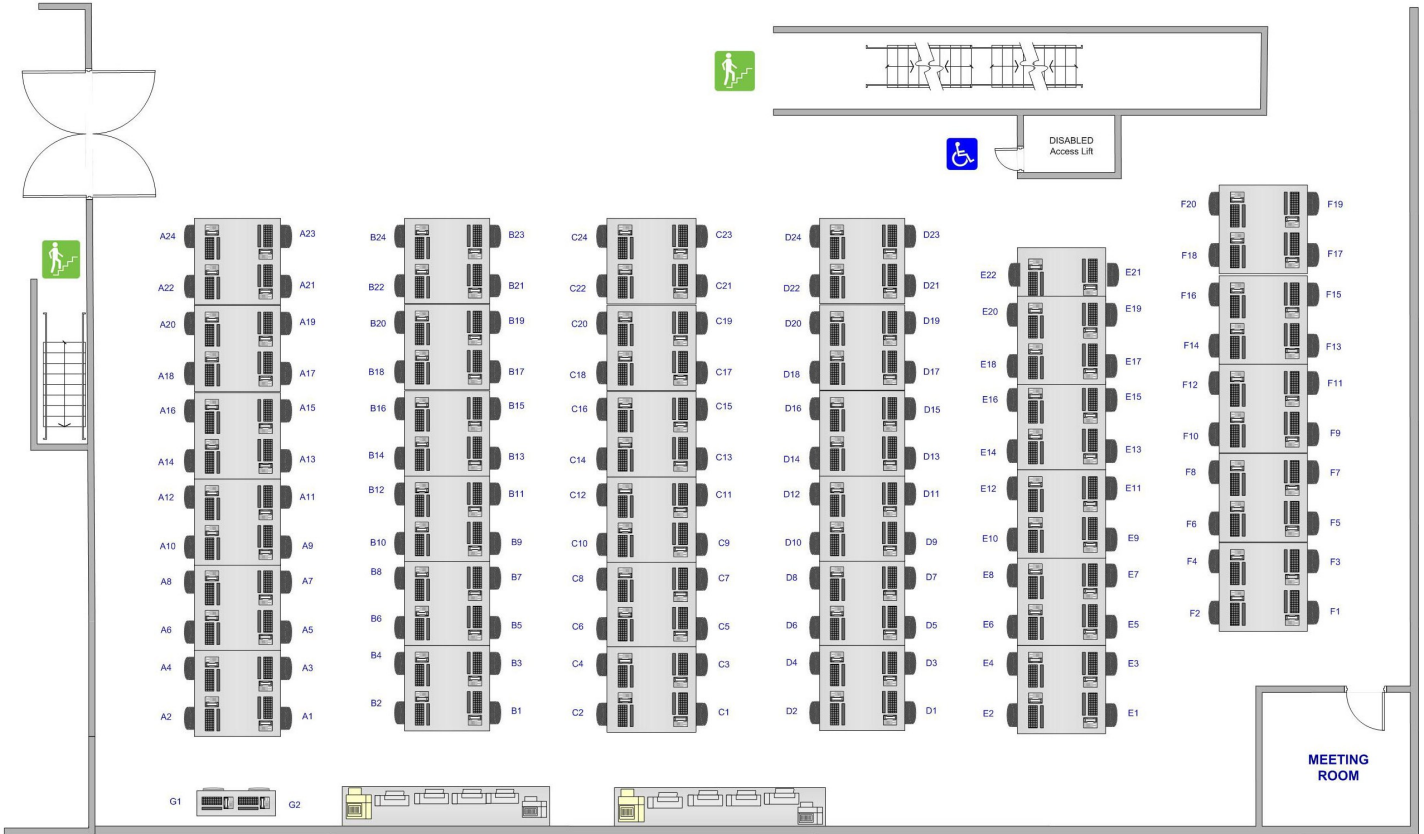 DISABLED
Access Lift
F20
F19
A24
A23
B24
B23
C24
C23
D24
D23
F18
F17
E22
E21
A22
A21
B22
B21
C22
C21
D22
D21
F16
F15
E20
E19
A20
A19
B20
B19
C20
C19
D20
D19
F14
F13
E18
E17
A18
A17
B18
B17
C18
C17
D18
D17
F12
F11
E16
E15
A16
A15
B16
B15
C16
C15
D16
D15
F10
F9
E14
E13
A14
A13
B14
B13
C14
C13
D14
D13
F8
F7
E12
E11
A12
A11
B12
B11
C12
C11
D12
D11
F6
F5
E10
E9
A10
A9
B10
B9
C10
C9
D10
D9
F4
F3
E8
E7
A8
A7
B8
B7
C8
C7
D8
D7
F2
F1
E6
E5
A6
A5
B6
B5
C6
C5
D6
D5
A4
A3
B4
B3
C4
C3
D4
D3
E4
E3
A2
A1
B2
B1
C2
C1
D2
D1
E2
E1
MEETING
ROOM
G1
G2